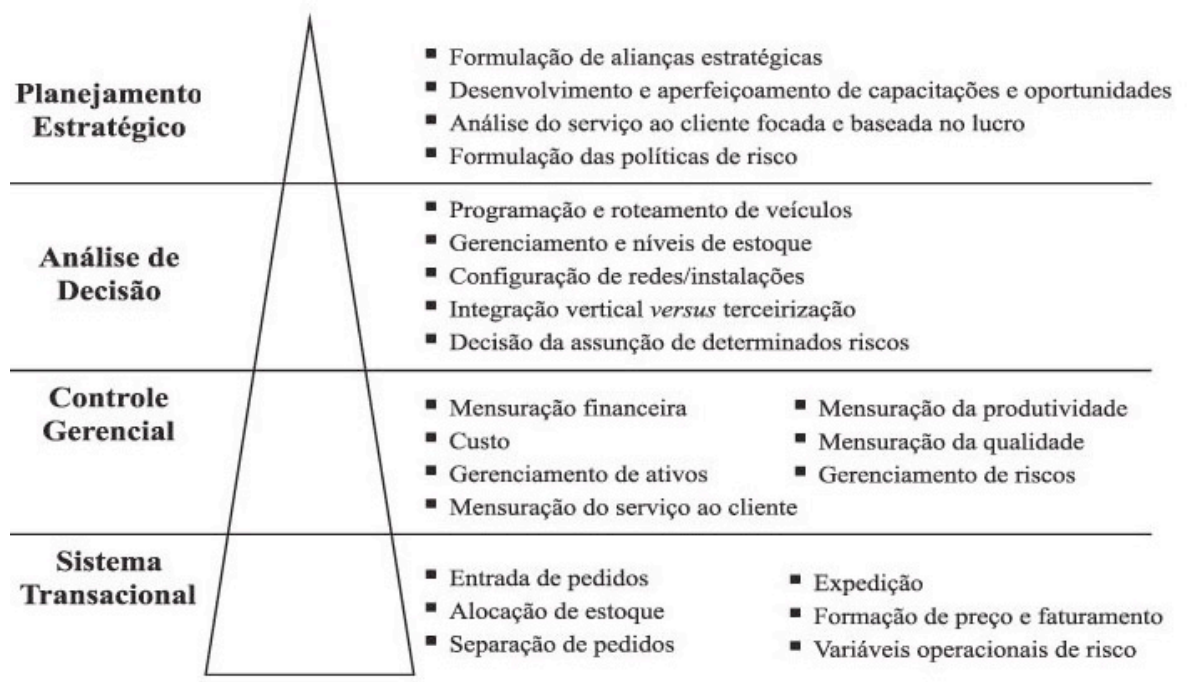 Planejamento
Estratégico
▪ Formulação de alianças estratégicas
▪ Desenvolvimento e aperfeiçoamento de capacitações e oportunidades
▪ Análise do serviço ao cliente focada e baseada no lucro
▪ Formulação das políticas de risco
Análise de
Decisão
▪ Programação e roteamento de veículos
▪ Gerenciamento e níveis de estoque
▪ Configuração de redes/instalações
▪ Integração vertical versus terceirização
▪ Decisão da assunção de determinados riscos
Controle
Gerencial
▪ Mensuração financeira
▪ Custo
▪ Gerenciamento de ativos
▪ Mensuração do serviço ao cliente
▪ Mensuração da produtividade
▪ Mensuração da qualidade
▪ Gerenciamento de riscos
Sistema
Transacional
▪ Entrada de pedidos
▪ Alocação de estoque
▪ Separação de pedidos
▪ Expedição
▪ Formação de preço e faturamento
▪ Variáveis operacionais de risco